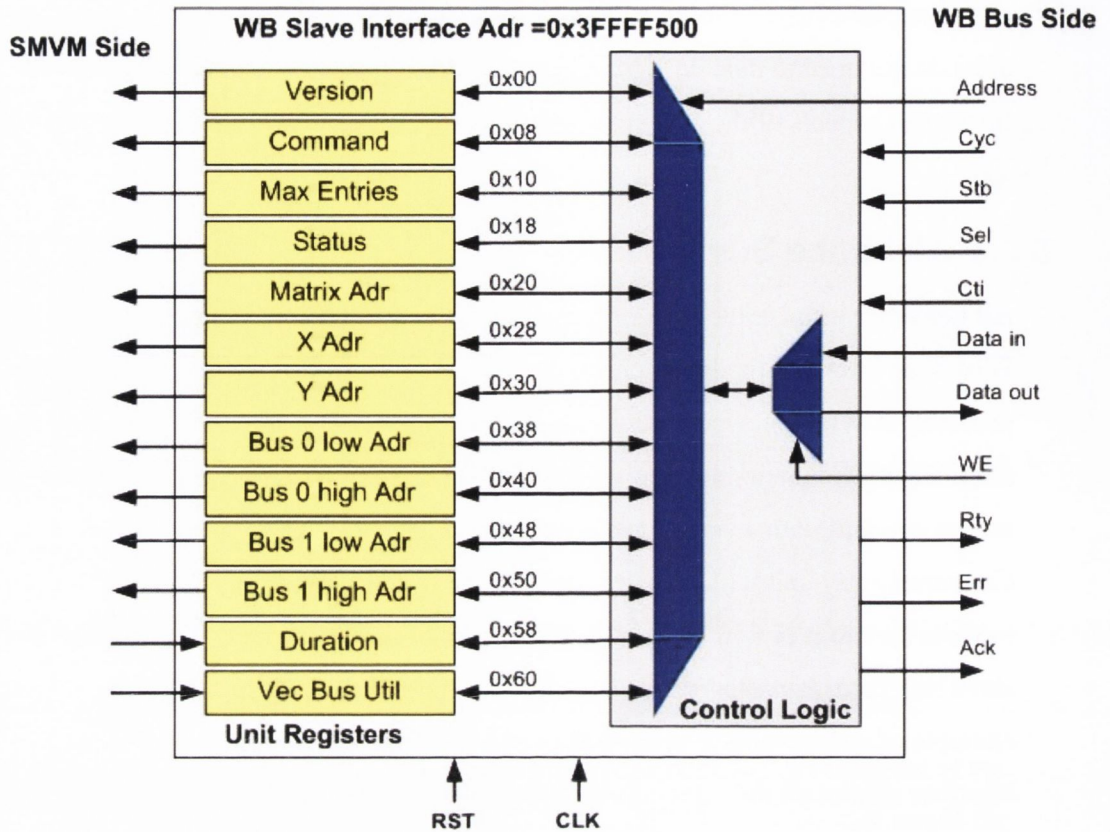 WB Slave Interface Adr =0x3FFFF500
WB Bus Side
SMVM Side
Version
0x00
Address
Command
0x08
Cyc
Max Entries
0x10
Stb
Status
0x18
Sel
Matrix Adr
0x20
Cti
X Adr
0x28
Data in
Y Adr
0x30
Data out
Bus 0 low Adr
0x38
Bus 0 high Adr
0x40
WE
Bus 1 low Adr
0x48
Rty
Bus 1 high Adr
0x50
Err
Duration
0x58
Ack
Vec Bus Util
0x60
Control Logic
Unit Registers
RST
CLK